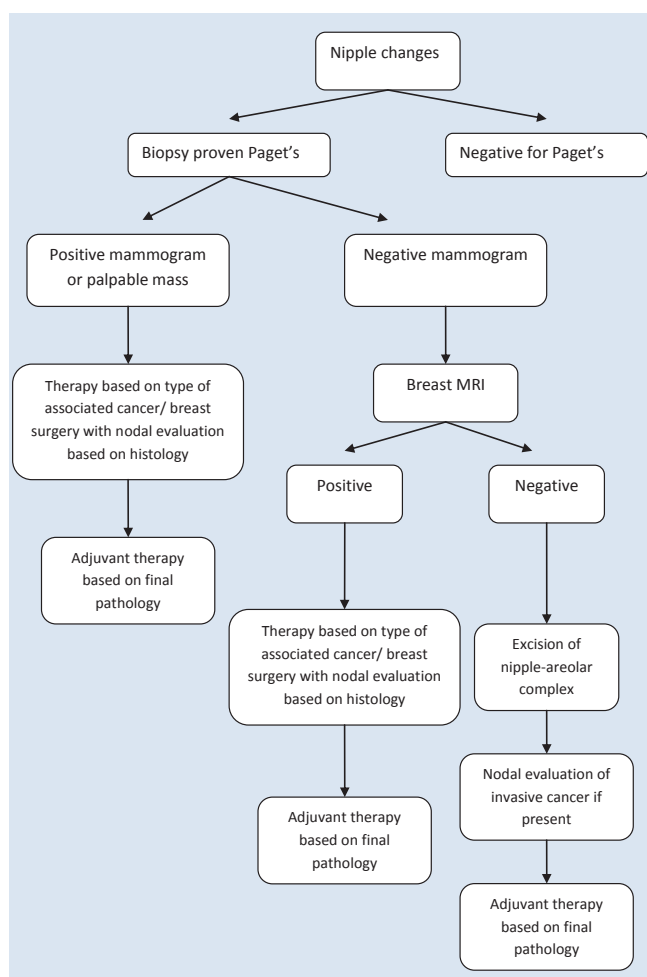 Nipple changes
Biopsy proven Paget's
Negative for Paget's
Positive mammogram
or palpable mass
Negative mammogram
Therapy based on type of
associated cancer/ breast
surgery with nodal evaluation
based on histology
Breast MRI
Positive
Negative
Adjuvant therapy
based on final
pathology
Therapy based on type of
associated cancer/ breast
surgery with nodal evaluation
based on histology
Excision of
nipple-areolar
complex
Nodal evaluation of
invasive cancer if
present
Adjuvant therapy
based on final
pathology
Adjuvant therapy
based on final
pathology